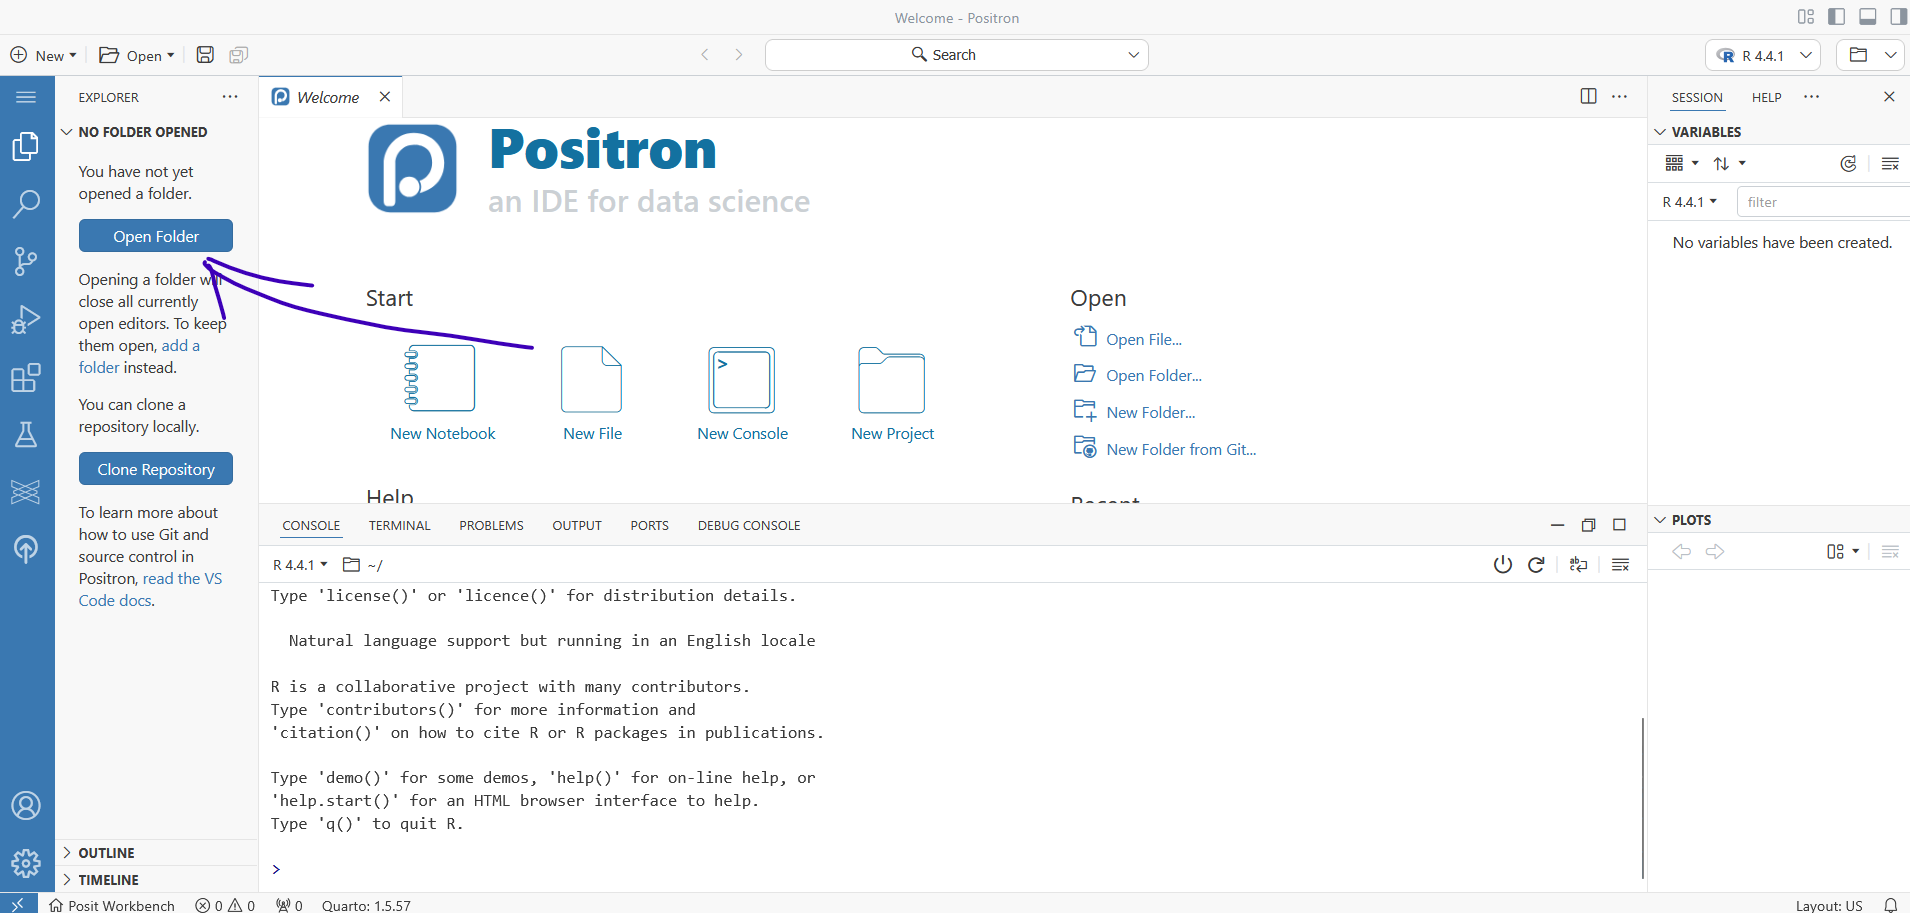 Welcome - Positron
New
Open
Search
R 4.4.1
EXPLORER
NO FOLDER OPENED
You have not yet
opened a folder.
Open Folder
Opening a folder will
close all currently
open editors. To keep
them open, add a
folder instead.
You can clone a
repository locally.
Clone Repository
To learn more about
how to use Git and
source control in
Positron, read the VS
Code docs.
OUTLINE
TIMELINE
Welcome
Positron
an IDE for data science
Start
New Notebook
New File
New Console
New Project
Help
Open
Open File...
Open Folder...
New Folder...
New Folder from Git...
Recent
CONSOLE TERMINAL PROBLEMS OUTPUT PORTS DEBUG CONSOLE
R 4.4.1 ~/
Type 'license()' or 'licence()' for distribution details.
Natural language support but running in an English locale
R is a collaborative project with many contributors.
Type 'contributors()' for more information and
'citation()' on how to cite R or R packages in publications.
Type 'demo()' for some demos, 'help()' for on-line help, or
'help.start()' for an HTML browser interface to help.
Type 'q()' to quit R.
>
SESSION HELP
VARIABLES
R 4.4.1 filter
No variables have been created.
PLOTS
Posit Workbench 0 0 0 Quarto: 1.5.57 Layout: US